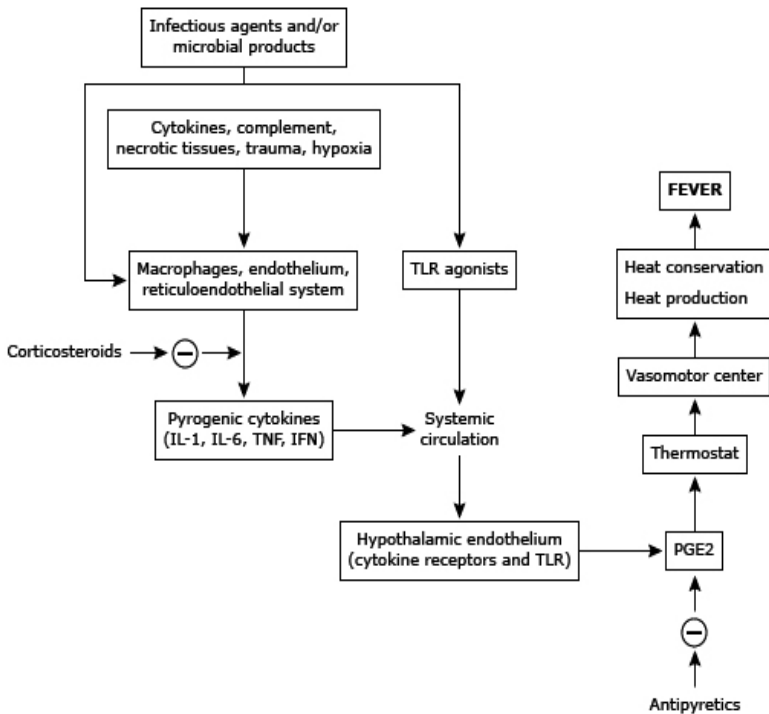 Infectious agents and/or
microbial products
Cytokines, complement,
necrotic tissues, trauma, hypoxia
FEVER
Macrophages, endothelium,
reticuloendothelial system
TLR agonists
Heat conservation
Heat production
Corticosteroids
Vasomotor center
Pyrogenic cytokines
(IL-1, IL-6, TNF, IFN)
Systemic
circulation
Thermostat
Hypothalamic endothelium
(cytokine receptors and TLR)
PGE2
Antipyretics